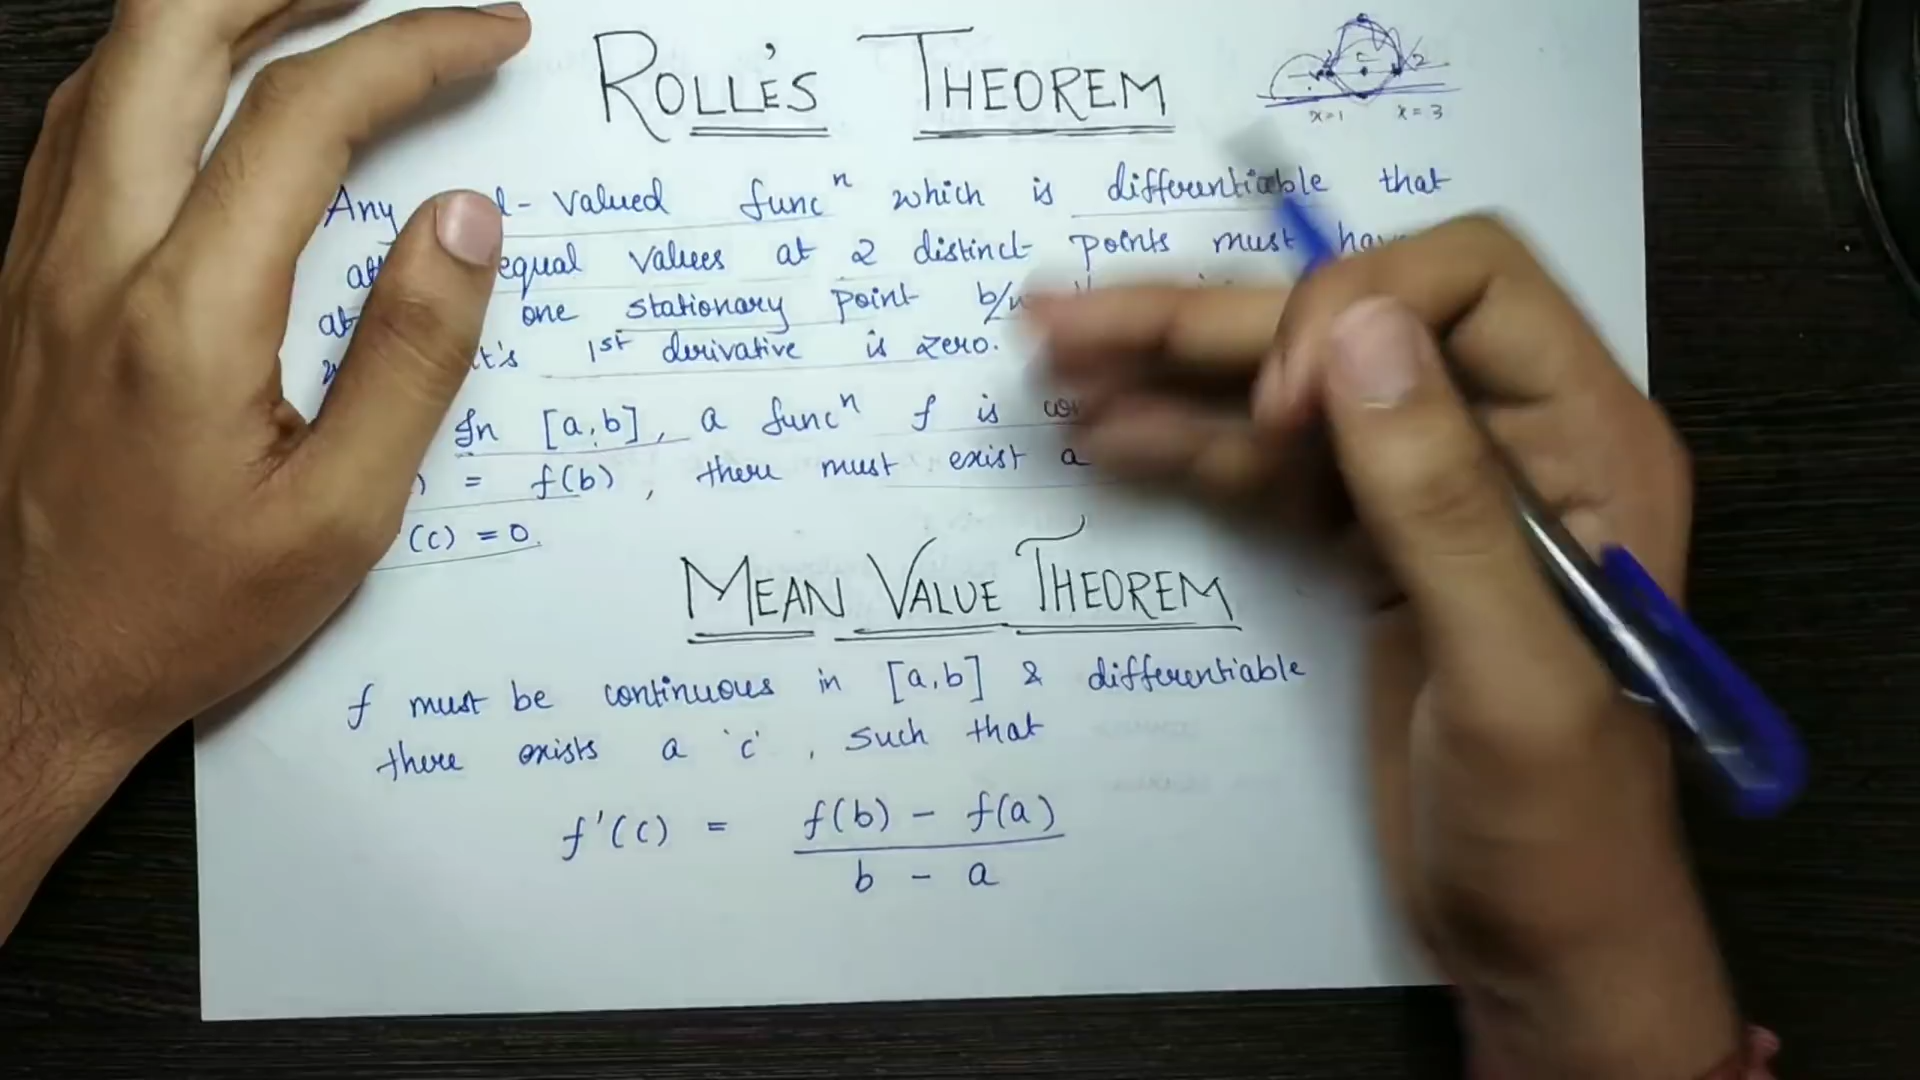 ROLLE'S THEOREM
x=1 x=3
Any valued funcⁿ which is differentiable that
equal values at 2 distinct points must
one stationary point b/w
1st derivative is zero.
In [a,b], a funcⁿ f is
= f(b), there must exist a
(c) = 0.
MEAN VALUE THEOREM
f must be continuous in [a,b] & differentiable
there exists a 'c', such that
f'(c) = f(b) - f(a)
b - a